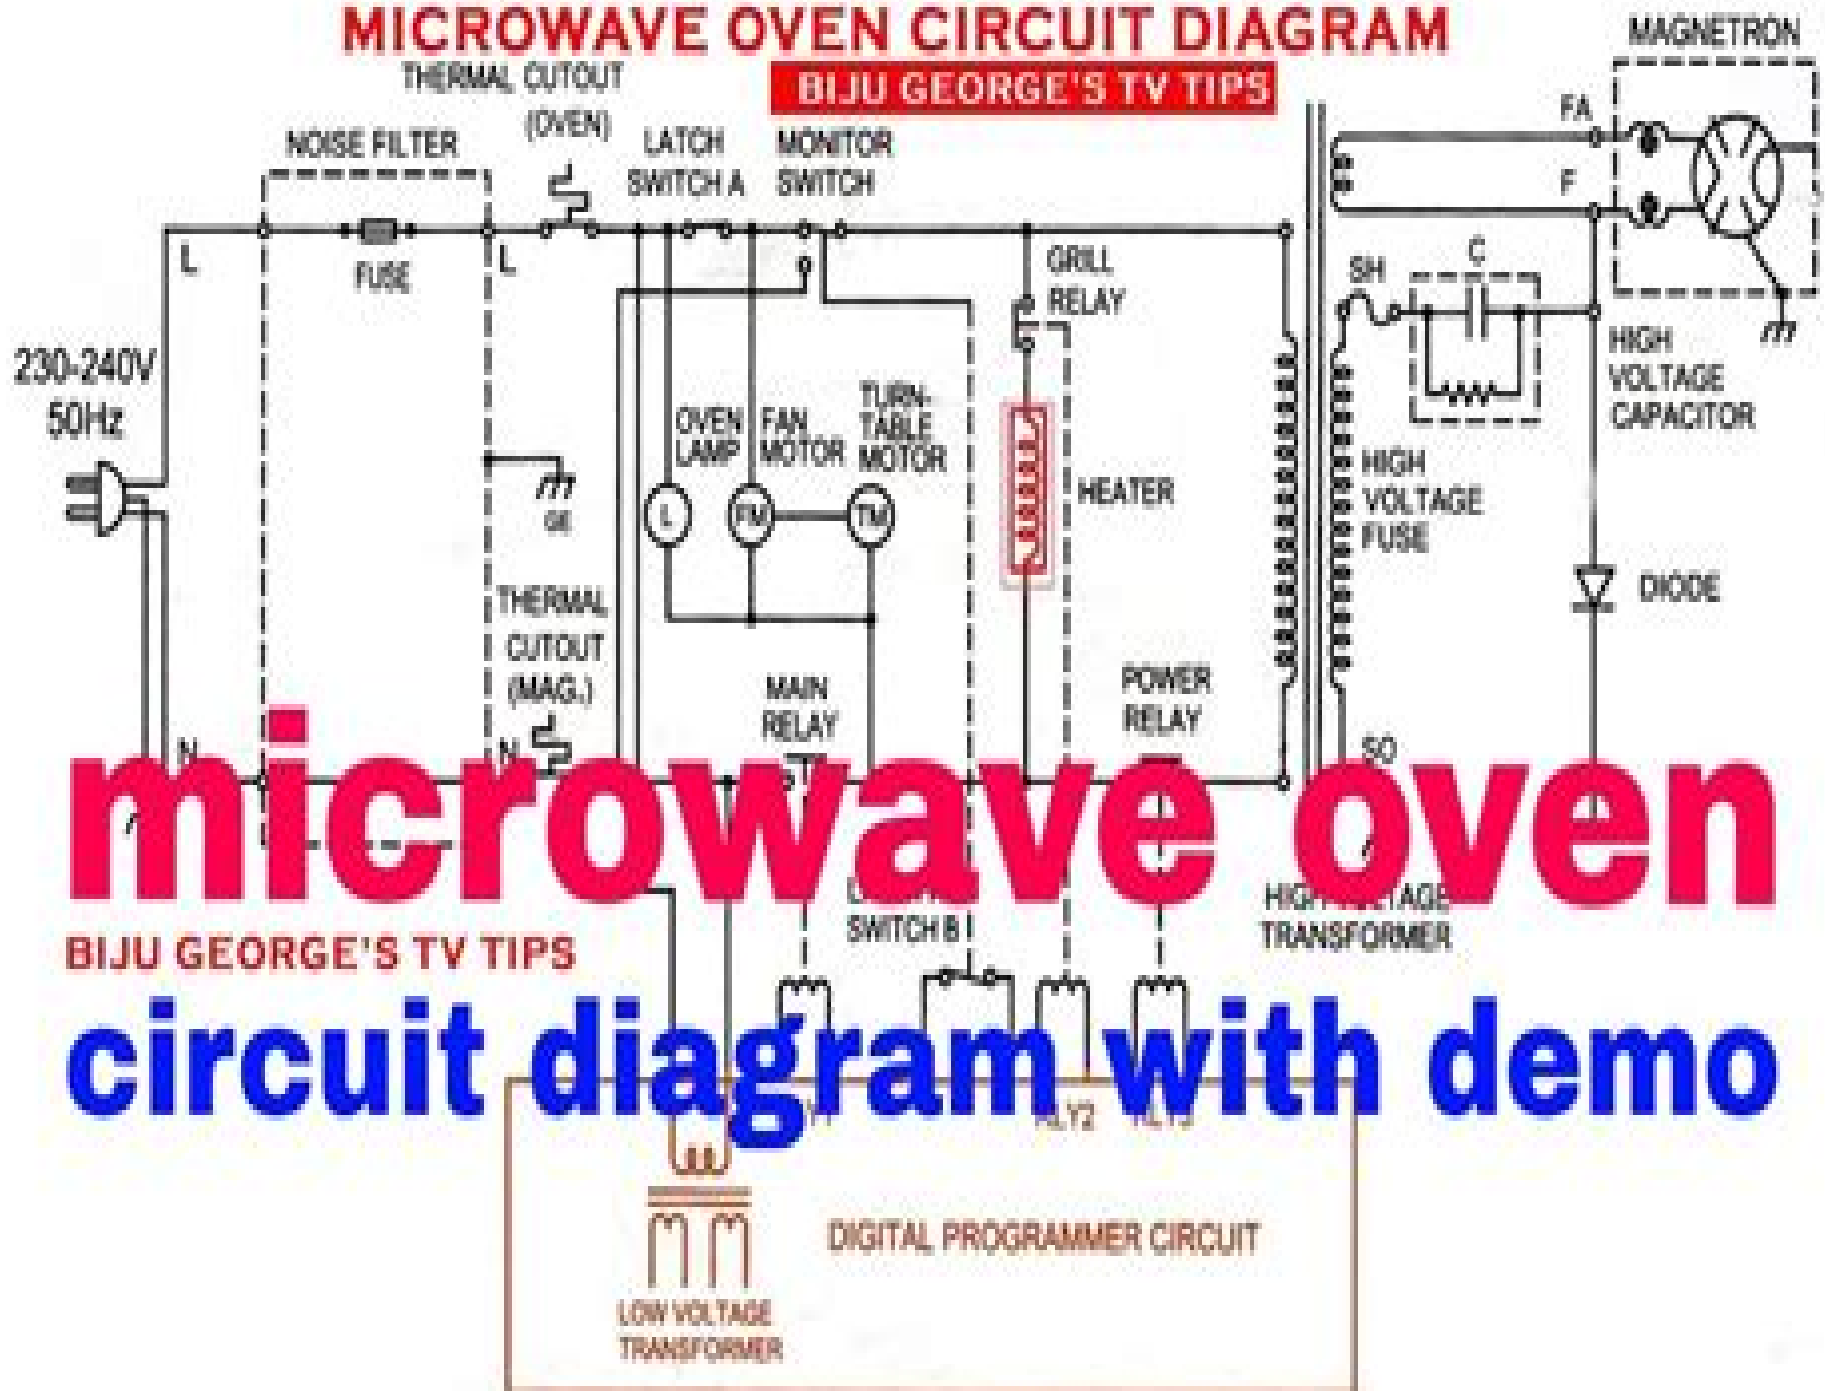 MICROWAVE OVEN CIRCUIT DIAGRAM
BIJU GEORGE'S TV TIPS
MAGNETRON
THERMAL CUTOUT
(OVEN)
NOISE FILTER
LATCH
SWITCH A
MONITOR
SWITCH
FA
F
L
FUSE
L
GRILL
RELAY
SH
C
HIGH
VOLTAGE
CAPACITOR
230-240V
50Hz
OVEN
LAMP
FAN
MOTOR
TURN-
TABLE
MOTOR
HEATER
HIGH
VOLTAGE
FUSE
L
FM
TM
GE
DIODE
THERMAL
CUTOUT
(MAG.)
MAIN
RELAY
POWER
RELAY
N
N
SO
microwave oven
SWITCH B
TRANSFORMER
BIJU GEORGE'S TV TIPS
circuit diagram with demo
DIGITAL PROGRAMMER CIRCUIT
LOW VOLTAGE
TRANSFORMER